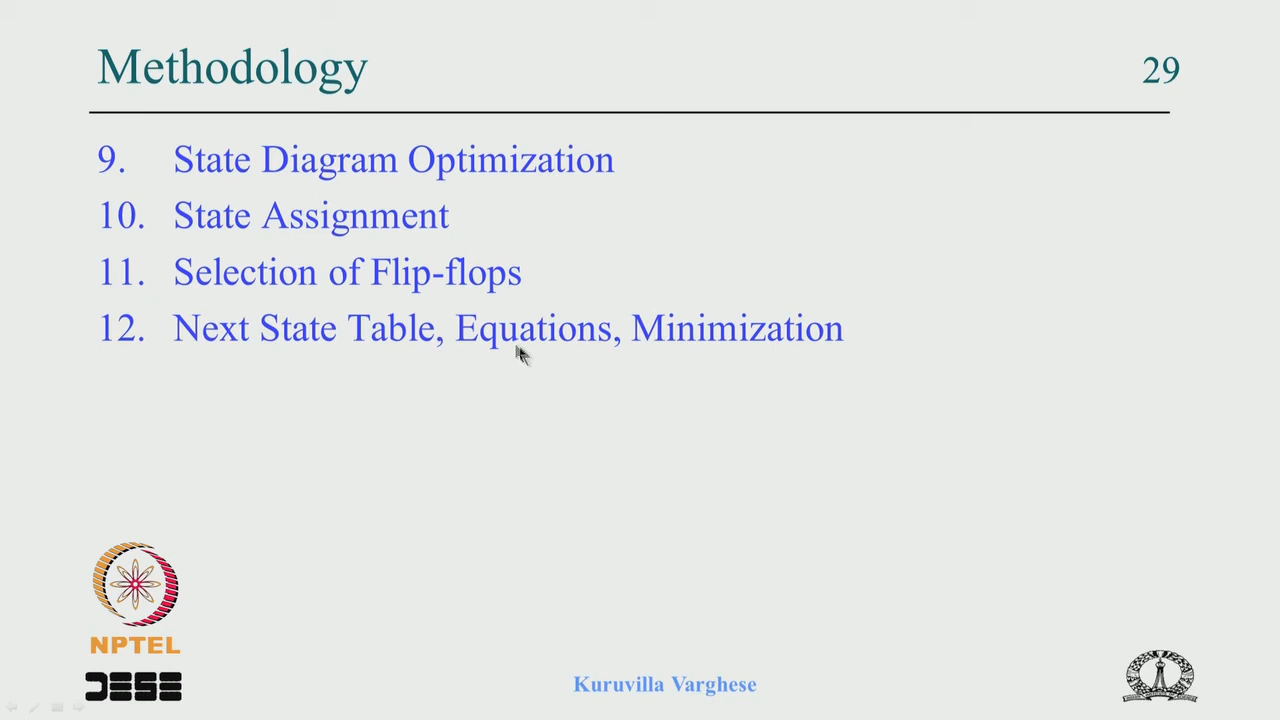 Methodology
29
9. State Diagram Optimization
10. State Assignment
11. Selection of Flip-flops
12. Next State Table, Equations, Minimization
NPTEL
DESE
Kuruvilla Varghese